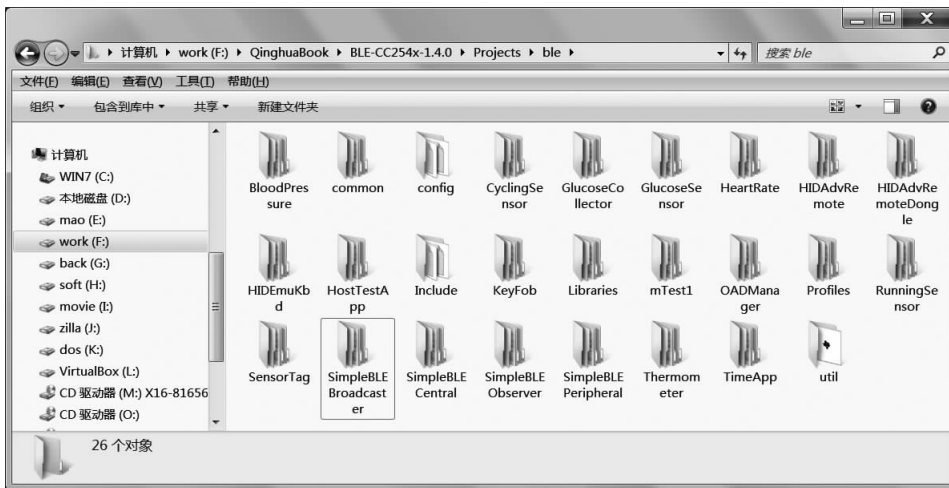 计算机 ▸ work (F:) ▸ QinghuaBook ▸ BLE-CC254x-1.4.0 ▸ Projects ▸ ble ▸
搜索 ble
文件(F) 编辑(E) 查看(V) 工具(T) 帮助(H)
组织 包含到库中 共享 新建文件夹
计算机
WIN7 (C:)
本地磁盘 (D:)
mao (E:)
work (F:)
back (G:)
soft (H:)
movie (I:)
zilla (J:)
dos (K:)
VirtualBox (L:)
CD 驱动器 (M:) X16-81656
CD 驱动器 (O:)
BloodPres
sure
common
config
CyclingSe
nsor
GlucoseCo
llector
GlucoseSe
nsor
HeartRate
HIDAdvRe
mote
HIDAdvRe
moteDong
le
HIDEmuKb
d
HostTestA
pp
Include
KeyFob
Libraries
mTest1
OADMana
ger
Profiles
RunningSe
nsor
SensorTag
SimpleBLE
Broadcast
er
SimpleBLE
Central
SimpleBLE
Observer
SimpleBLE
Peripheral
Thermom
eter
TimeApp
util
26 个对象